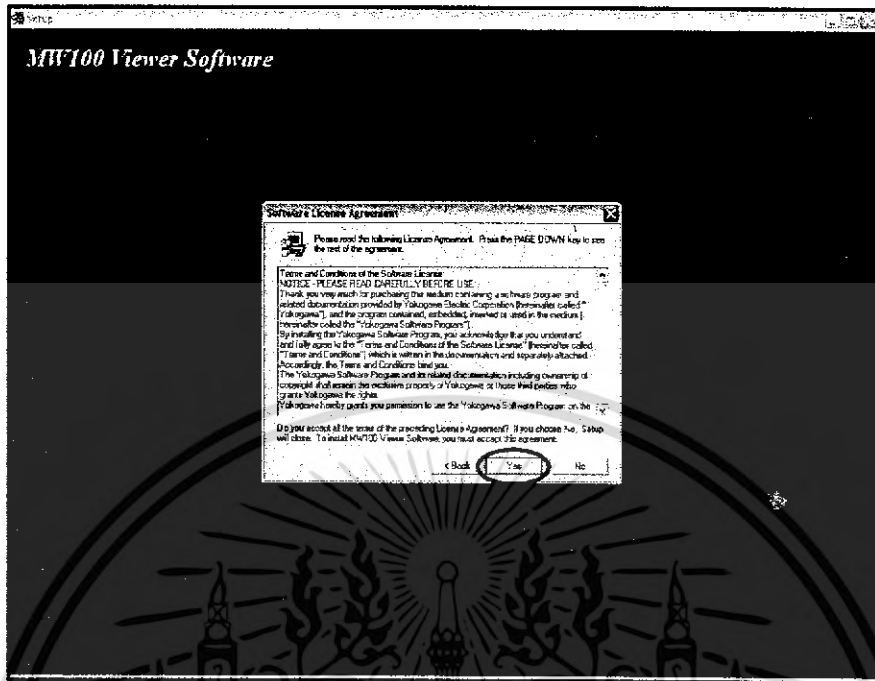 Setup
MW100 Viewer Software
Software License Agreement
Please read the following License Agreement. Press the PAGE DOWN key to see
the rest of the agreement.
Terms and Conditions of the Software License
NOTICE - PLEASE READ CAREFULLY BEFORE USE
Thank you very much for purchasing the medium containing a software program and
related documentation provided by Yokogawa Electric Corporation (hereinafter called "
Yokogawa"), and the program contained, embedded, inserted or used in the medium (
hereinafter called the "Yokogawa Software Program").
By installing the Yokogawa Software Program, you acknowledge that you understand
and fully agree to the "Terms and Conditions of the Software License" (hereinafter called
"Terms and Conditions") which is written in the documentation and separately attached.
Accordingly, the Terms and Conditions bind you.
The Yokogawa Software Program and its related documentation including ownership of
copyright shall remain the exclusive property of Yokogawa or those third parties who
grants Yokogawa the rights.
Yokogawa hereby grants you permission to use the Yokogawa Software Program on the
Do you accept all the terms of the preceding License Agreement? If you choose No, Setup
will close. To install MW100 Viewer Software, you must accept this agreement.
< Back
Yes
No